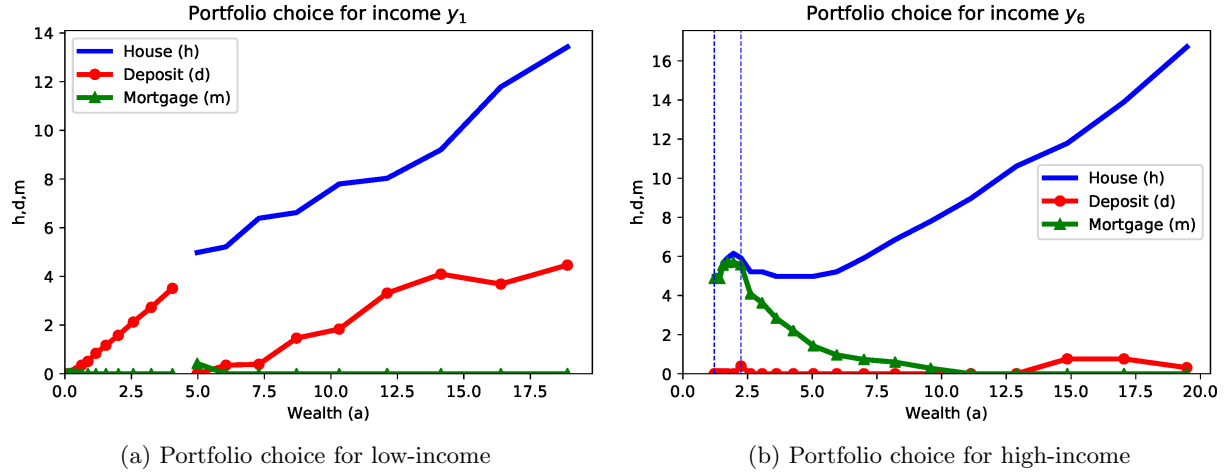 Portfolio choice for income y₁
14
12
10
8
6
4
2
0
h,d,m
House (h)
Deposit (d)
Mortgage (m)
0.0 2.5 5.0 7.5 10.0 12.5 15.0 17.5
Wealth (a)
(a) Portfolio choice for low-income
Portfolio choice for income y₆
16
14
12
10
8
6
4
2
0
h,d,m
House (h)
Deposit (d)
Mortgage (m)
0.0 2.5 5.0 7.5 10.0 12.5 15.0 17.5 20.0
Wealth (a)
(b) Portfolio choice for high-income